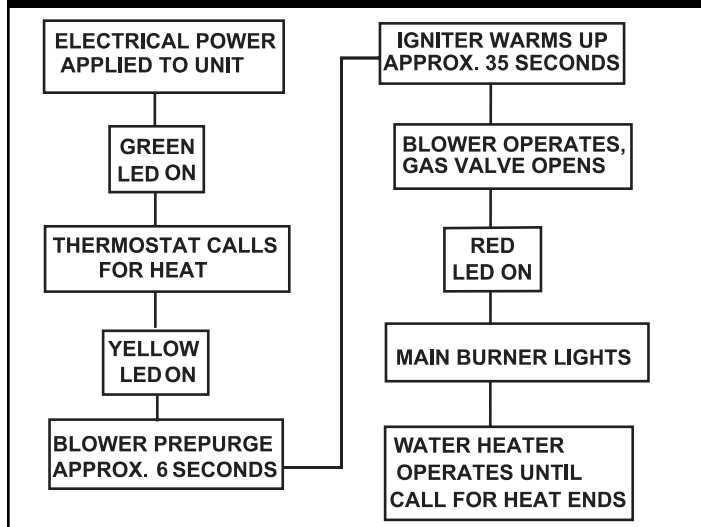 ELECTRICAL POWER
APPLIED TO UNIT
GREEN
LED ON
THERMOSTAT CALLS
FOR HEAT
YELLOW
LED ON
BLOWER PREPURGE
APPROX. 6 SECONDS
IGNITER WARMS UP
APPROX. 35 SECONDS
BLOWER OPERATES,
GAS VALVE OPENS
RED
LED ON
MAIN BURNER LIGHTS
WATER HEATER
OPERATES UNTIL
CALL FOR HEAT ENDS